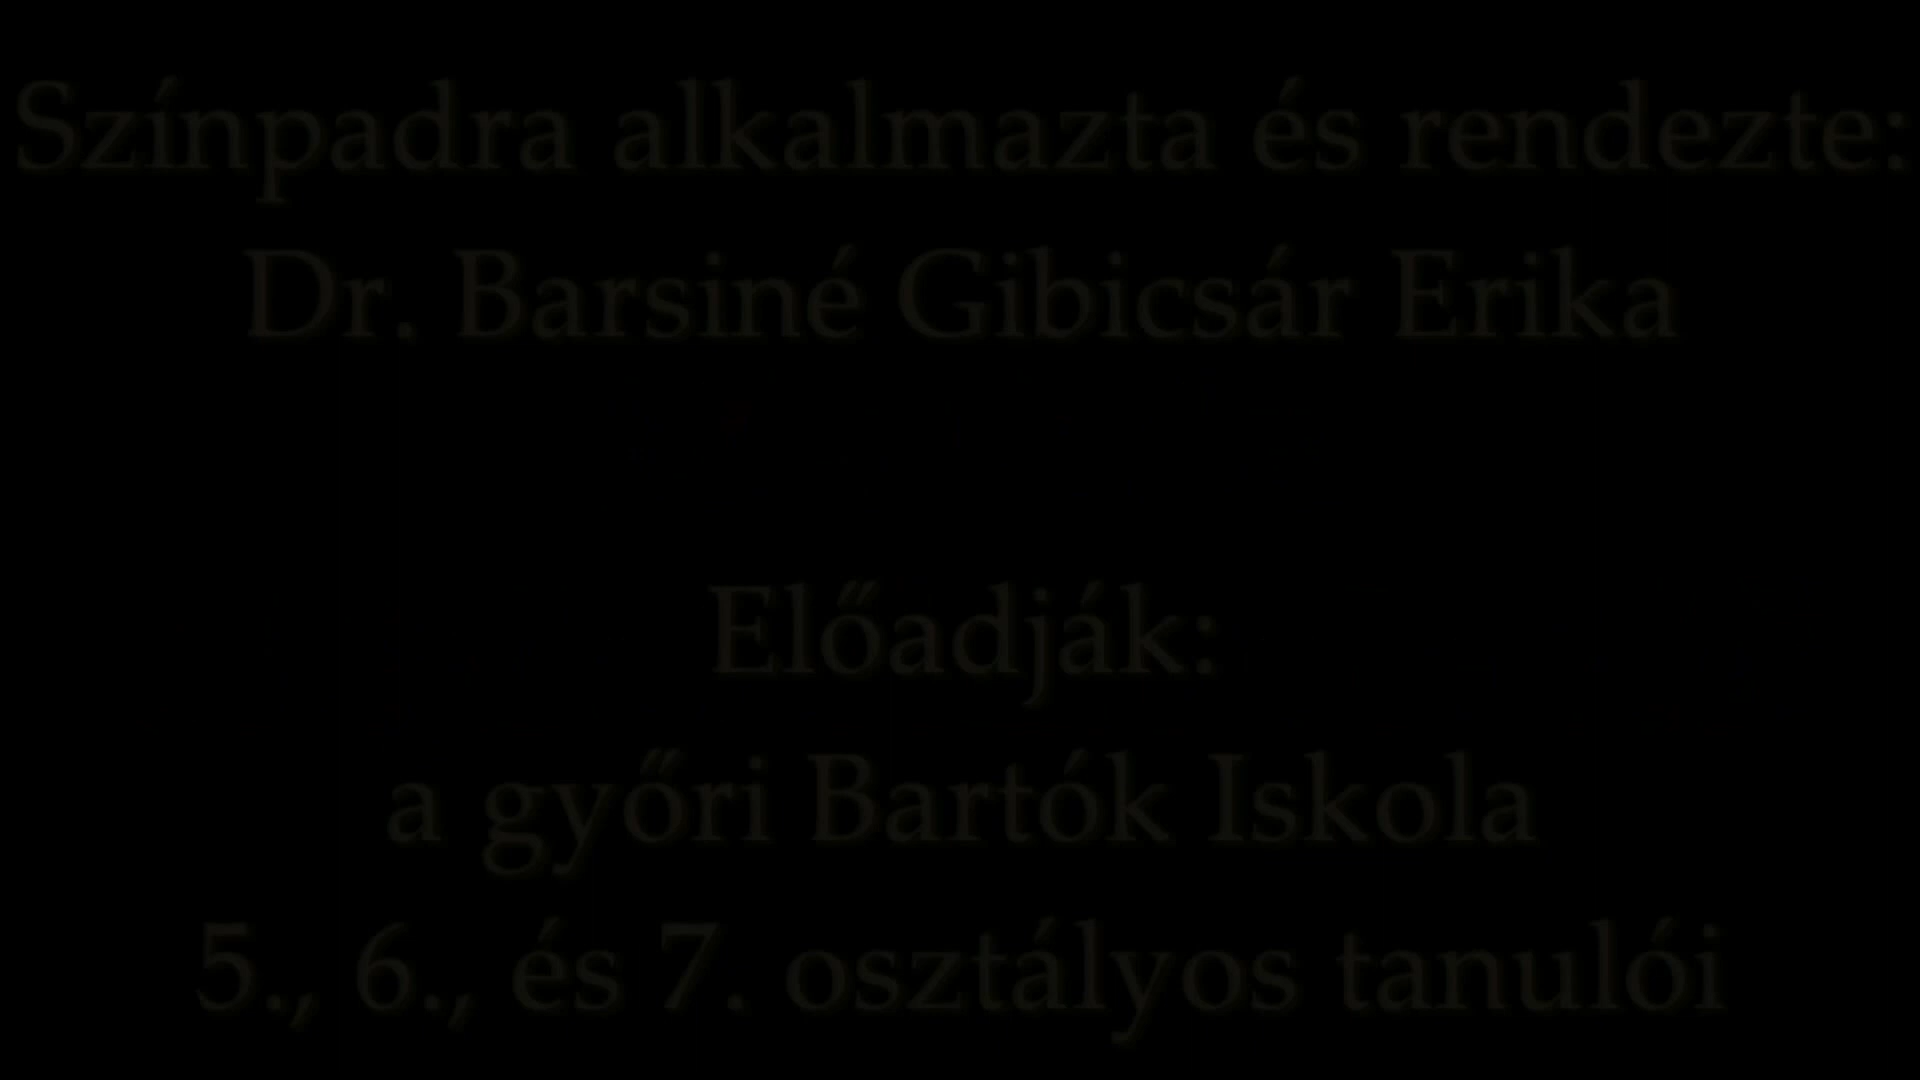 Színpadra alkalmazta és rendezte:
Dr. Barsiné Gibicsár Erika
Előadják:
a győri Bartók Iskola
5., 6., és 7. osztályos tanulói